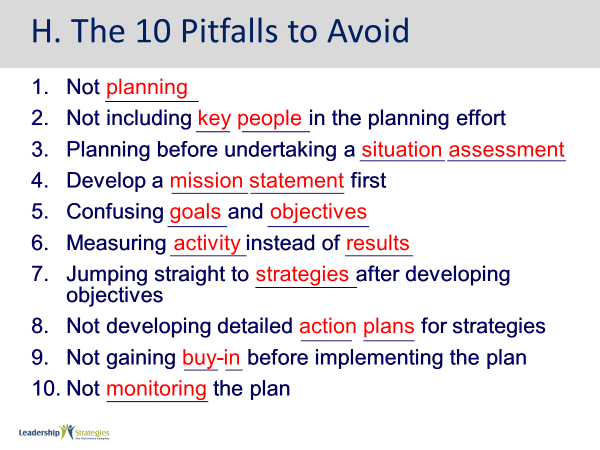 H. The 10 Pitfalls to Avoid
1. Not planning
2. Not including key people in the planning effort
3. Planning before undertaking a situation assessment
4. Develop a mission statement first
5. Confusing goals and objectives
6. Measuring activity instead of results
7. Jumping straight to strategies after developing
objectives
8. Not developing detailed action plans for strategies
9. Not gaining buy-in before implementing the plan
10. Not monitoring the plan
Leadership Strategies
The Facilitation Company